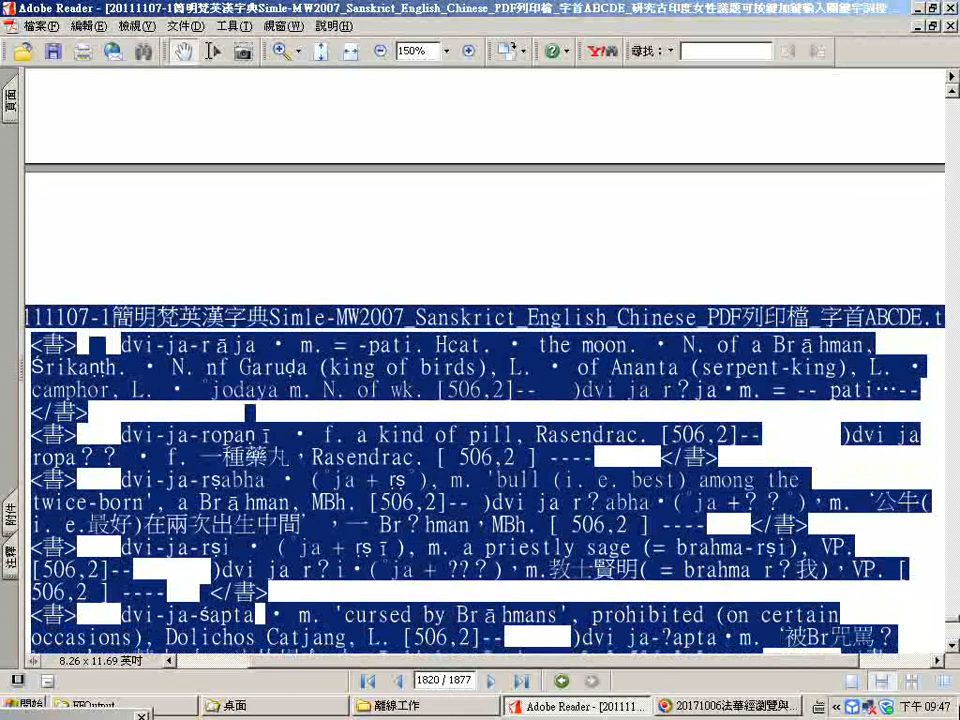 Adobe Reader - [20111107-1簡明梵英漢字典Simle-MW2007_Sanskrict_English_Chinese_PDF列印檔_字首ABCDE_研究古印度女性議題可按鍵加鍵輸入關鍵字詞搜
檔案(F) 編輯(E) 檢視(V) 文件(D) 工具(T) 視窗(W) 說明(H)
150% 尋找:
頁面
111107-1簡明梵英漢字典Simle-MW2007_Sanskrict_English_Chinese_PDF列印檔_字首ABCDE.t
<書> dvi-ja-rāja • m. = -pati. Hcat. • the moon. • N. of a Brāhman,
Śrikaṇṭh. • N. nf Garuḍa (king of birds), L. • of Ananta (serpent-king), L. •
camphor, L. • °jodaya m. N. of wk. [506,2]-- )dvi ja r?ja•m. = -- pati…--
</書>
<書> dvi-ja-ropaṇī • f. a kind of pill, Rasendrac. [506,2]-- )dvi ja
ropa？？ • f. 一種藥丸，Rasendrac. [ 506,2 ] ---- </書>
<書> dvi-ja-rṣabha • (°ja + ṛṣ°), m. 'bull (i. e. best) among the
twice-born', a Brāhman, MBh. [506,2]-- )dvi ja r?abha•(°ja +？？°)，m.‘公牛(
i. e.最好)在兩次出生中間’，一 Br？hman，MBh. [ 506,2 ] ---- </書>
<書> dvi-ja-rṣi • (°ja + ṛṣī), m. a priestly sage (= brahma-rṣi), VP.
[506,2]-- )dvi ja r?i•(°ja + ???°)，m.教士賢明( = brahma r？我)，VP. [
506,2 ] ---- </書>
<書> dvi-ja-śapta • m. 'cursed by Brāhmans', prohibited (on certain
occasions), Dolichos Catjang, L. [506,2]-- )dvi ja-?apta•m.‘被Br咒罵？
附件
注釋
8.26 x 11.69 英吋
1820 / 1877
開始 FFOutput 桌面 離線工作 Adobe Reader - [201111... 20171006法華經瀏覽與... 下午 09:47